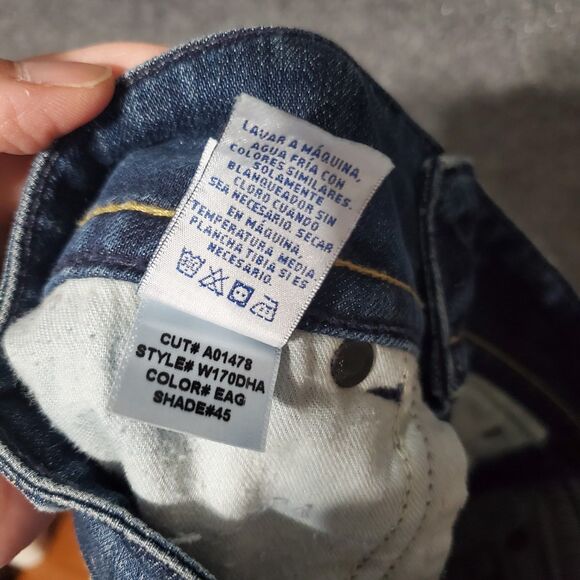 LAVAR A MÁQUINA,
AGUA FRÍA CON
COLORES SIMILARES.
SOLAMENTE
BLANQUEADOR SIN
CLORO CUANDO
SEA NECESARIO. SECAR
EN MÁQUINA,
TEMPERATURA MEDIA
PLANCHA TIBIA SI ES
NECESARIO.
CUT# A01478
STYLE# W170DHA
COLOR# EAG
SHADE#45